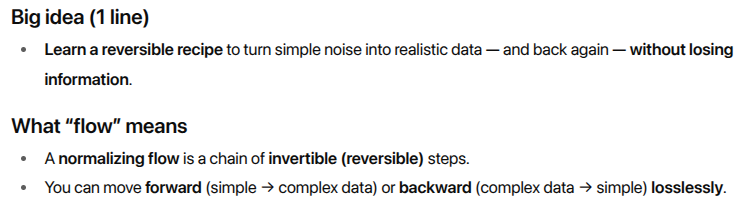 Big idea (1 line)
• Learn a reversible recipe to turn simple noise into realistic data — and back again — without losing
information.
What “flow” means
• A normalizing flow is a chain of invertible (reversible) steps.
• You can move forward (simple → complex data) or backward (complex data → simple) losslessly.